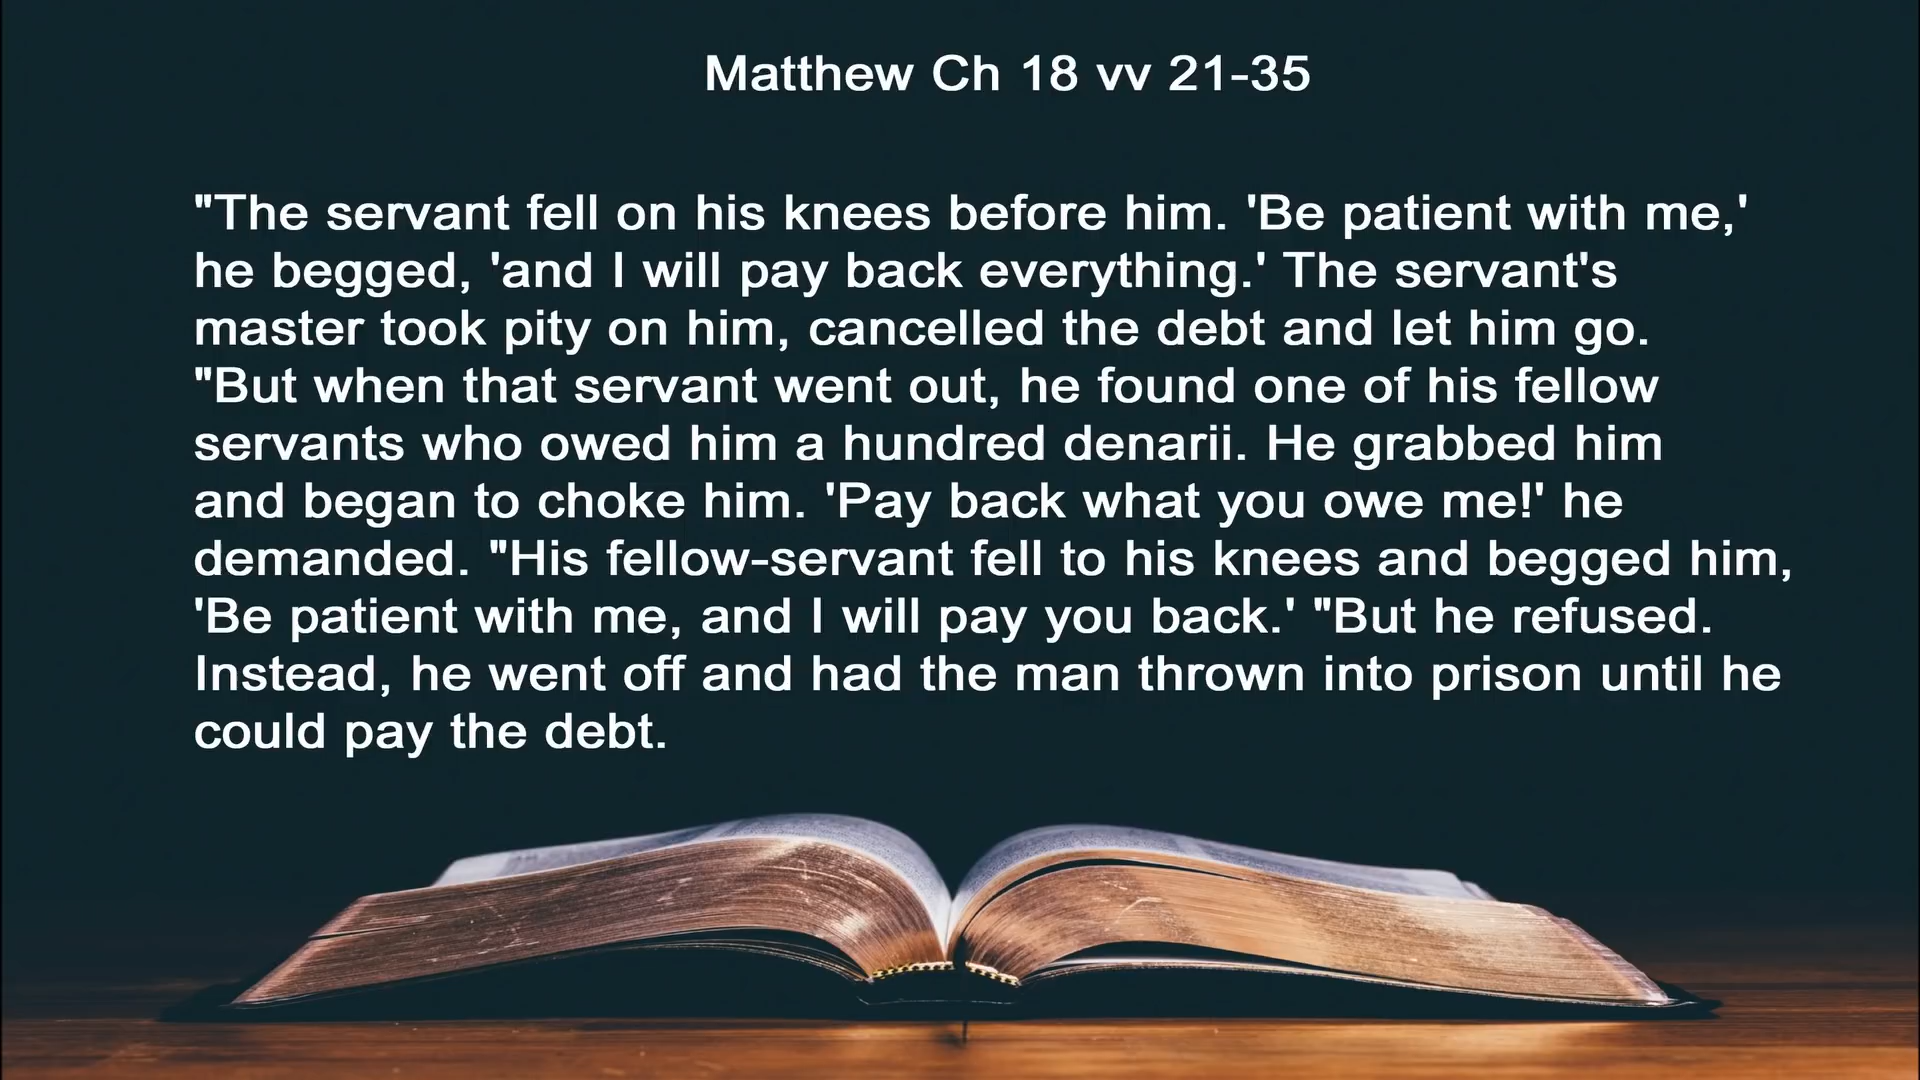 Matthew Ch 18 vv 21-35
"The servant fell on his knees before him. 'Be patient with me,'
he begged, 'and I will pay back everything.' The servant's
master took pity on him, cancelled the debt and let him go.
"But when that servant went out, he found one of his fellow
servants who owed him a hundred denarii. He grabbed him
and began to choke him. 'Pay back what you owe me!' he
demanded. "His fellow-servant fell to his knees and begged him,
'Be patient with me, and I will pay you back.' "But he refused.
Instead, he went off and had the man thrown into prison until he
could pay the debt.